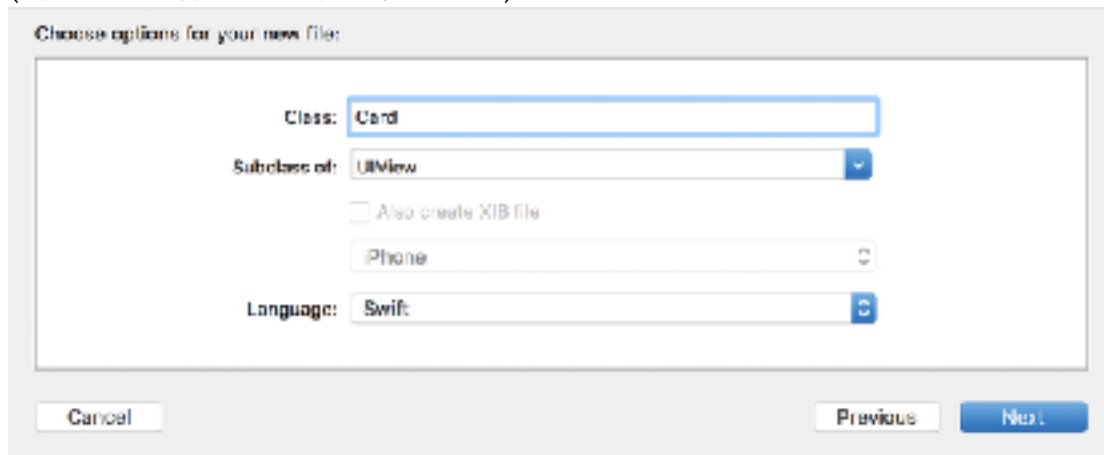 Choose options for your new file:
Class: Card
Subclass of: UIView
Also create XIB file
iPhone
Language: Swift
Cancel Previous Next